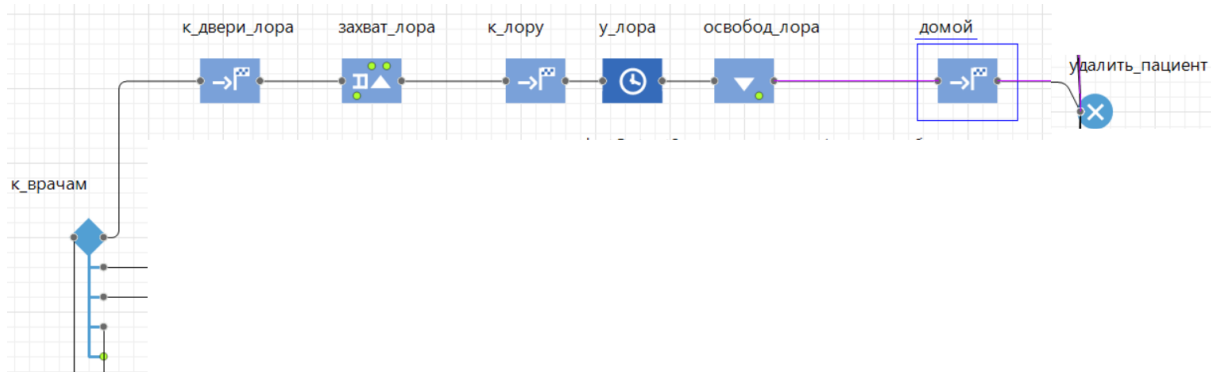 к_двери_лора захват_лора к_лору у_лора освобод_лора домой
удалить_пациент
к_врачам